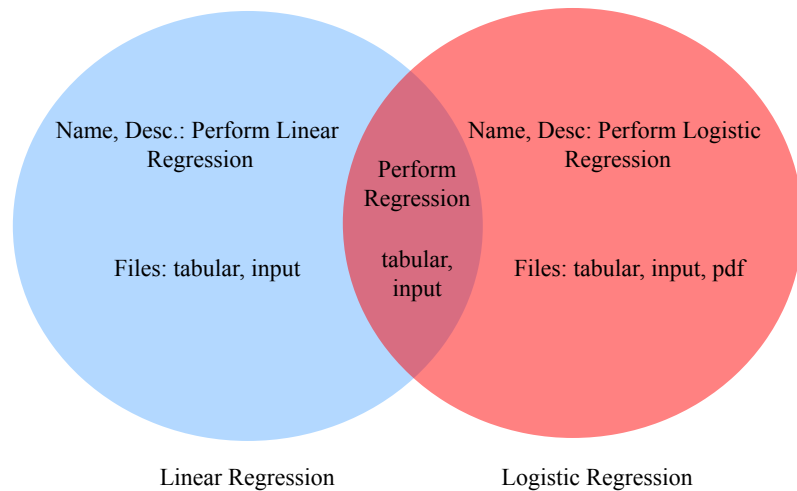 Name, Desc.: Perform Linear
Regression
Files: tabular, input
Perform
Regression
tabular,
input
Name, Desc: Perform Logistic
Regression
Files: tabular, input, pdf
Linear Regression
Logistic Regression